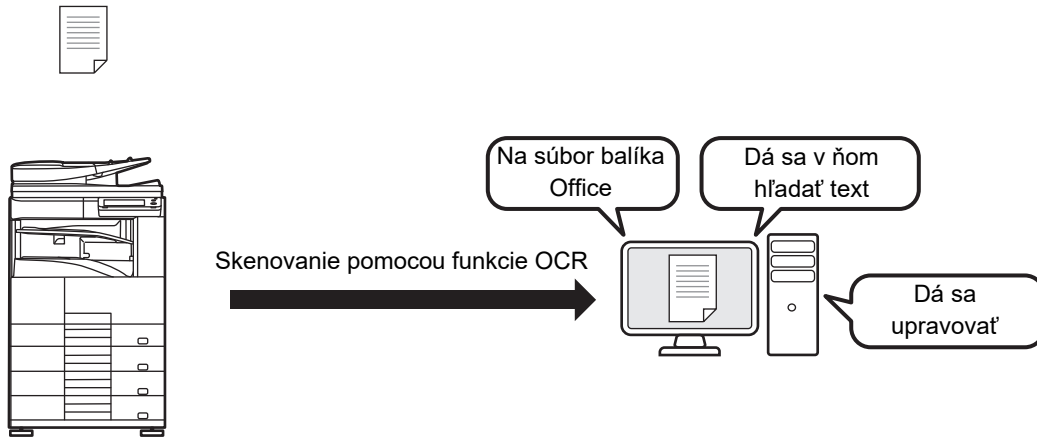 Na súbor balíka
Office
Dá sa v ňom
hľadať text
Skenovanie pomocou funkcie OCR
Dá sa
upravovať